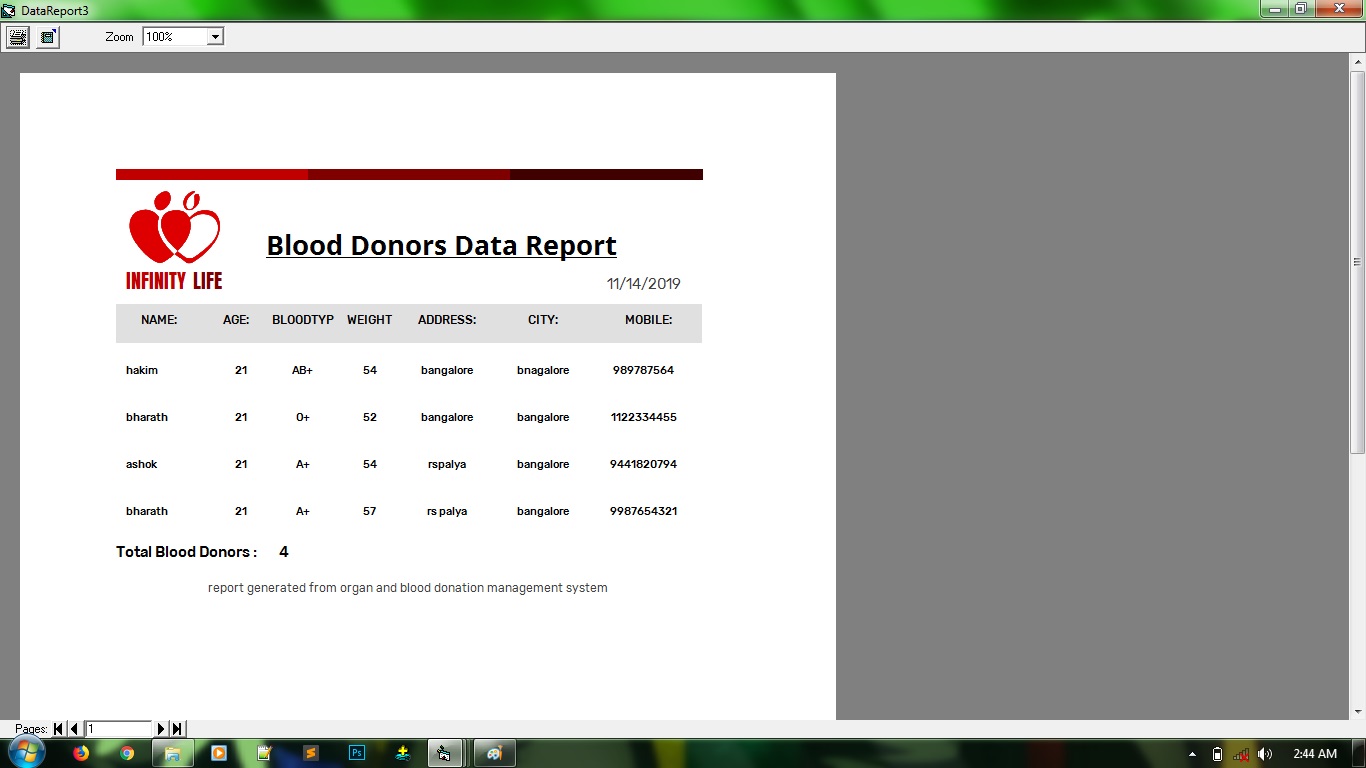 DataReport3
Zoom 100%
INFINITY LIFE
Blood Donors Data Report
11/14/2019
NAME: AGE: BLOODTYP WEIGHT ADDRESS: CITY: MOBILE:
hakim 21 AB+ 54 bangalore bnagalore 989787564
bharath 21 O+ 52 bangalore bangalore 1122334455
ashok 21 A+ 54 rspalya bangalore 9441820794
bharath 21 A+ 57 rs palya bangalore 9987654321
Total Blood Donors : 4
report generated from organ and blood donation management system
Pages: 1
Ps
2:44 AM